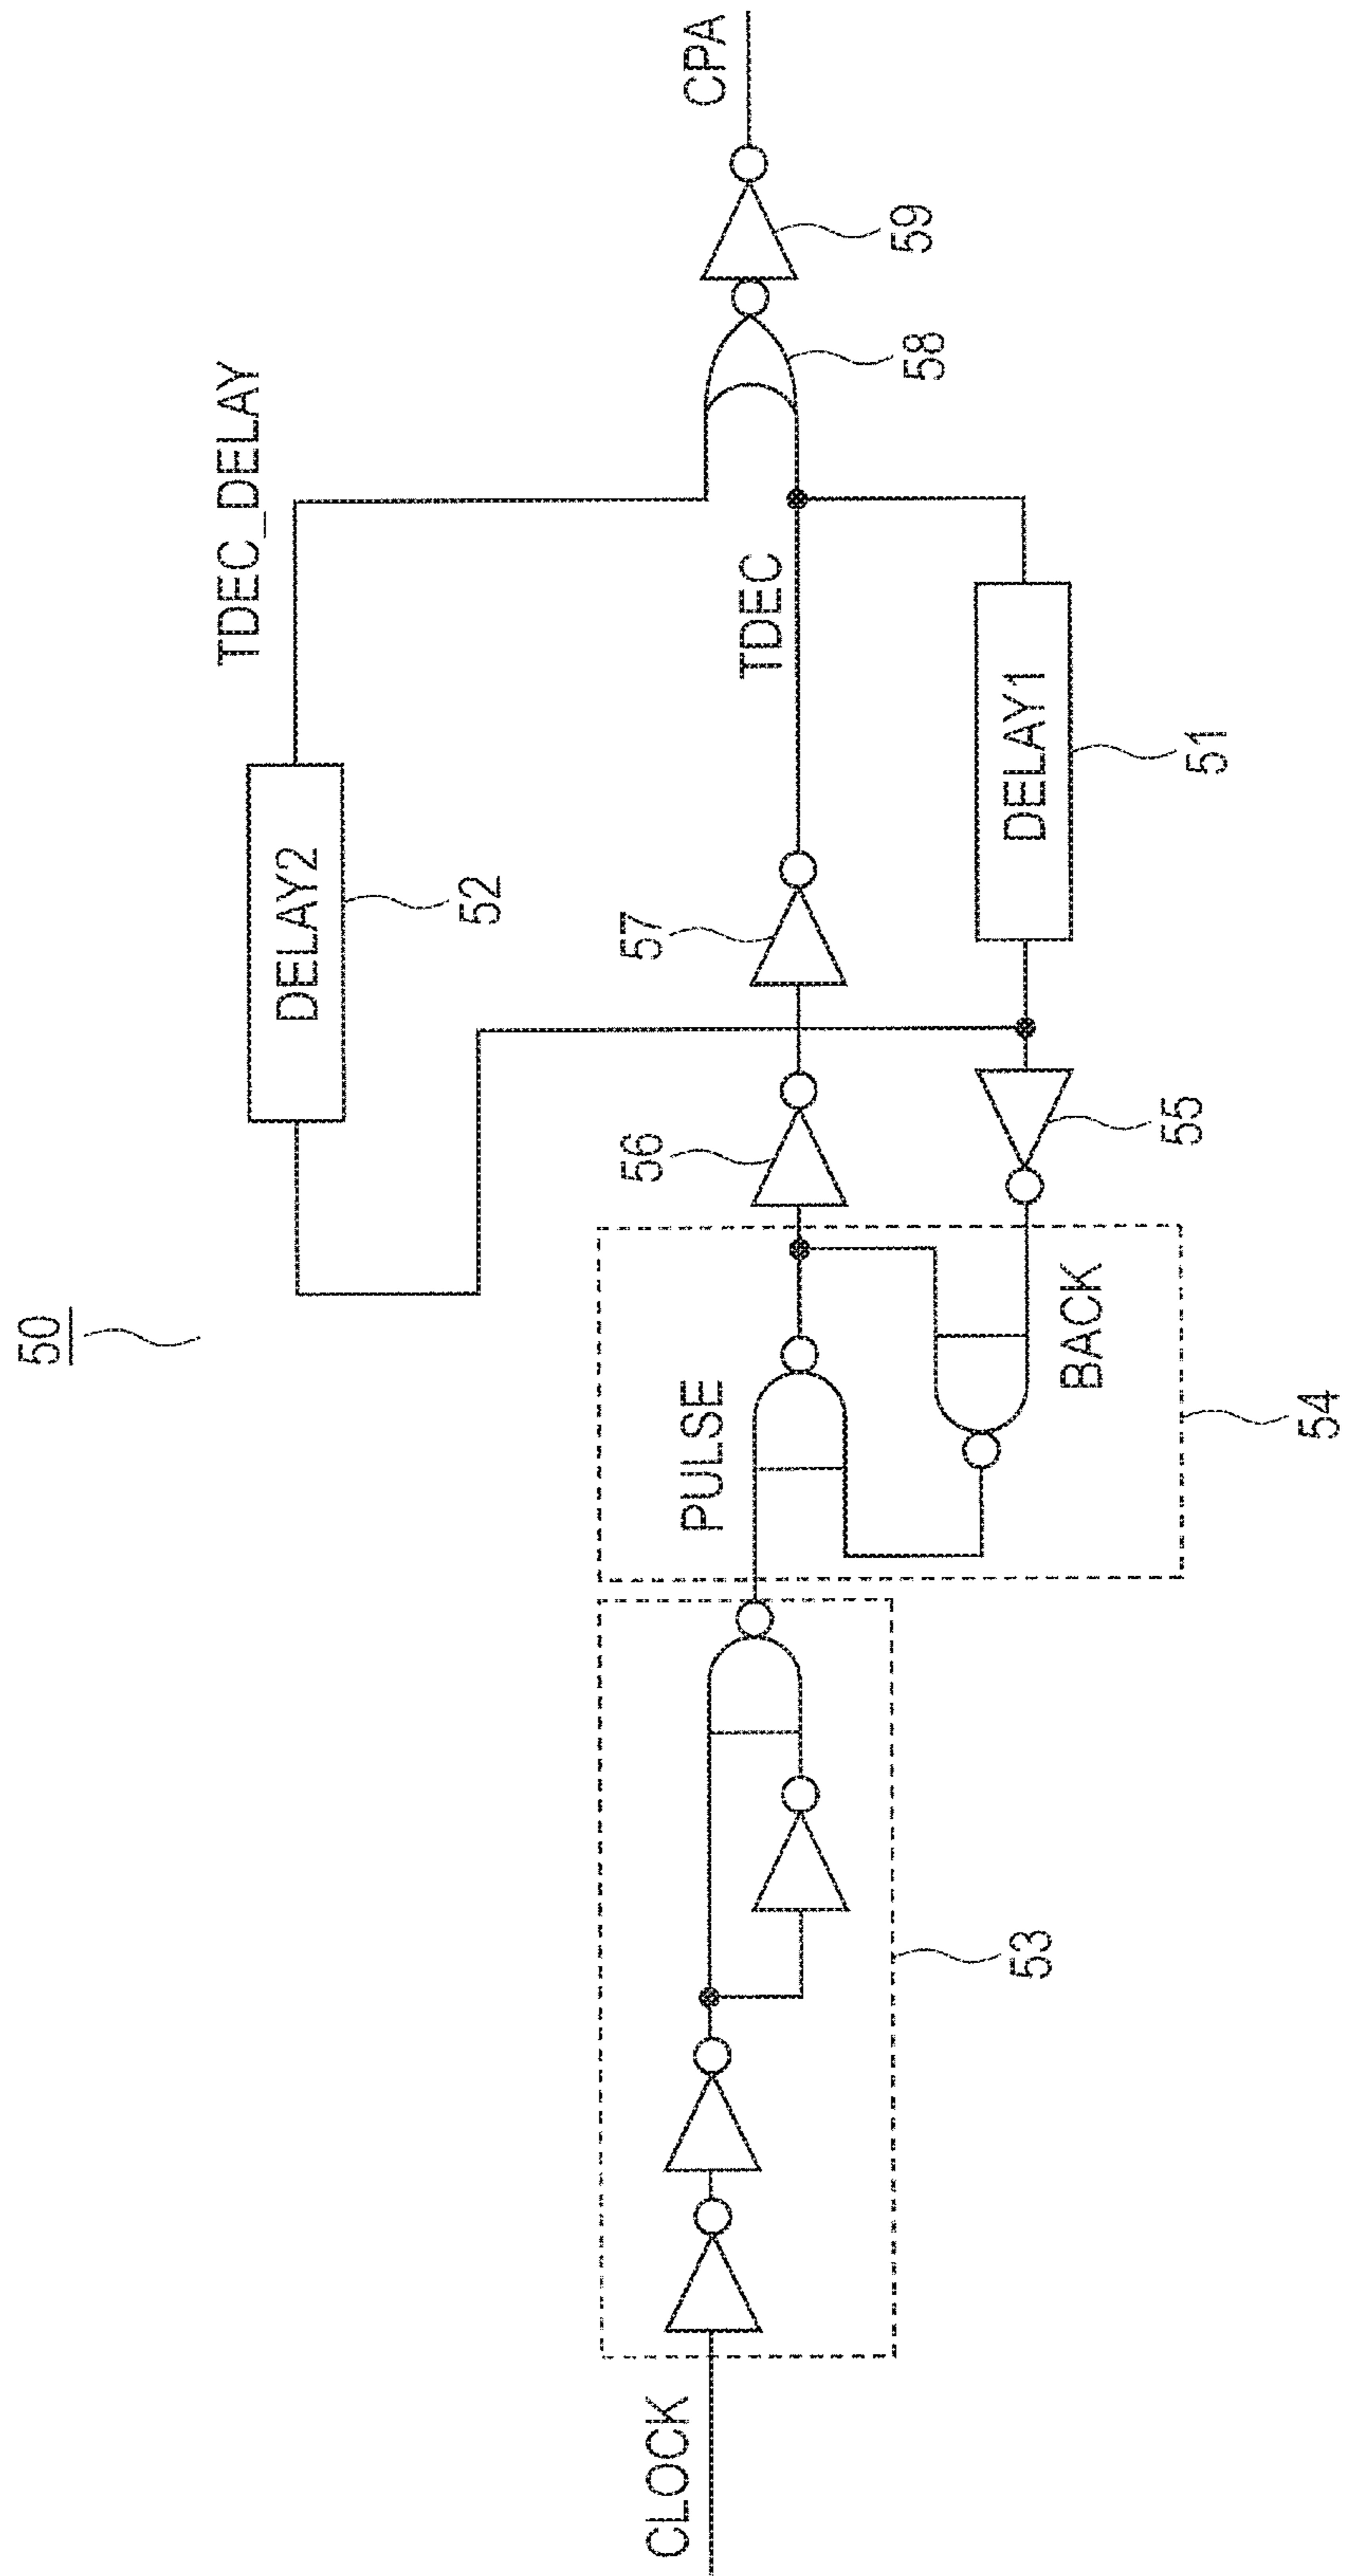 50
CLOCK
53
PULSE
BACK
54
55
56
57
DELAY2
52
TDEC_DELAY
TDEC
DELAY1
51
58
59
CPA